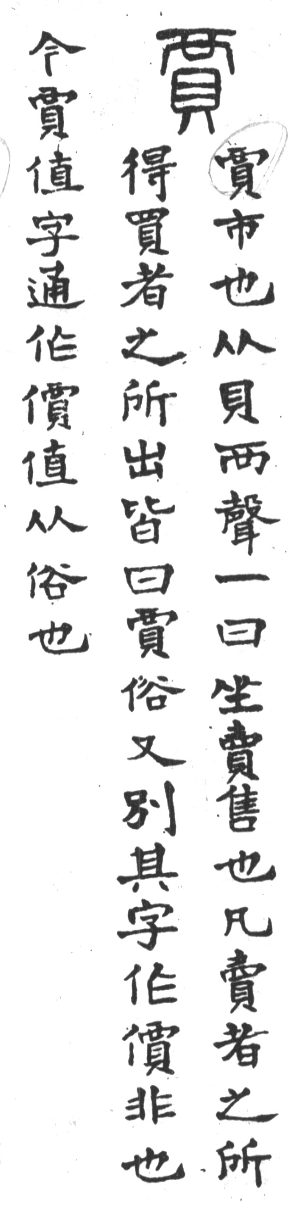 賈
賈市也从貝襾聲一曰坐賣售也凡賣者之所
得買者之所出皆曰賈俗又別其字作價非也
今賈值字通作價值从俗也